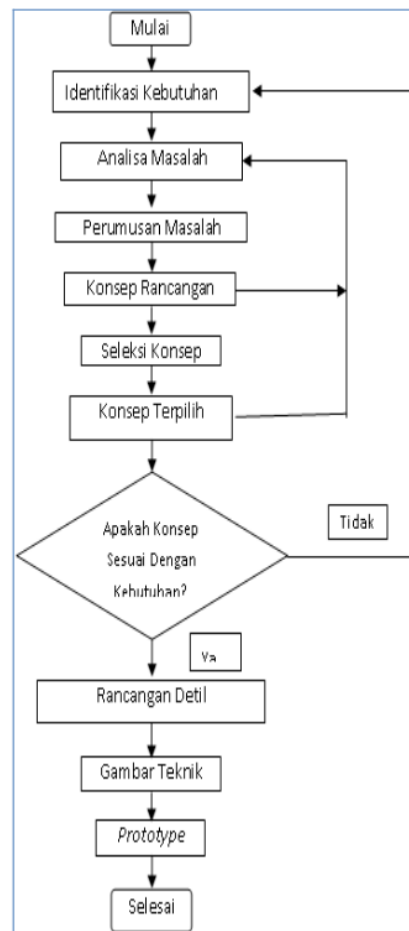 Mulai
Identifikasi Kebutuhan
Analisa Masalah
Perumusan Masalah
Konsep Rancangan
Seleksi Konsep
Konsep Terpilih
Apakah Konsep
Sesuai Dengan
Kebutuhan?
Tidak
Ya
Rancangan Detil
Gambar Teknik
Prototype
Selesai